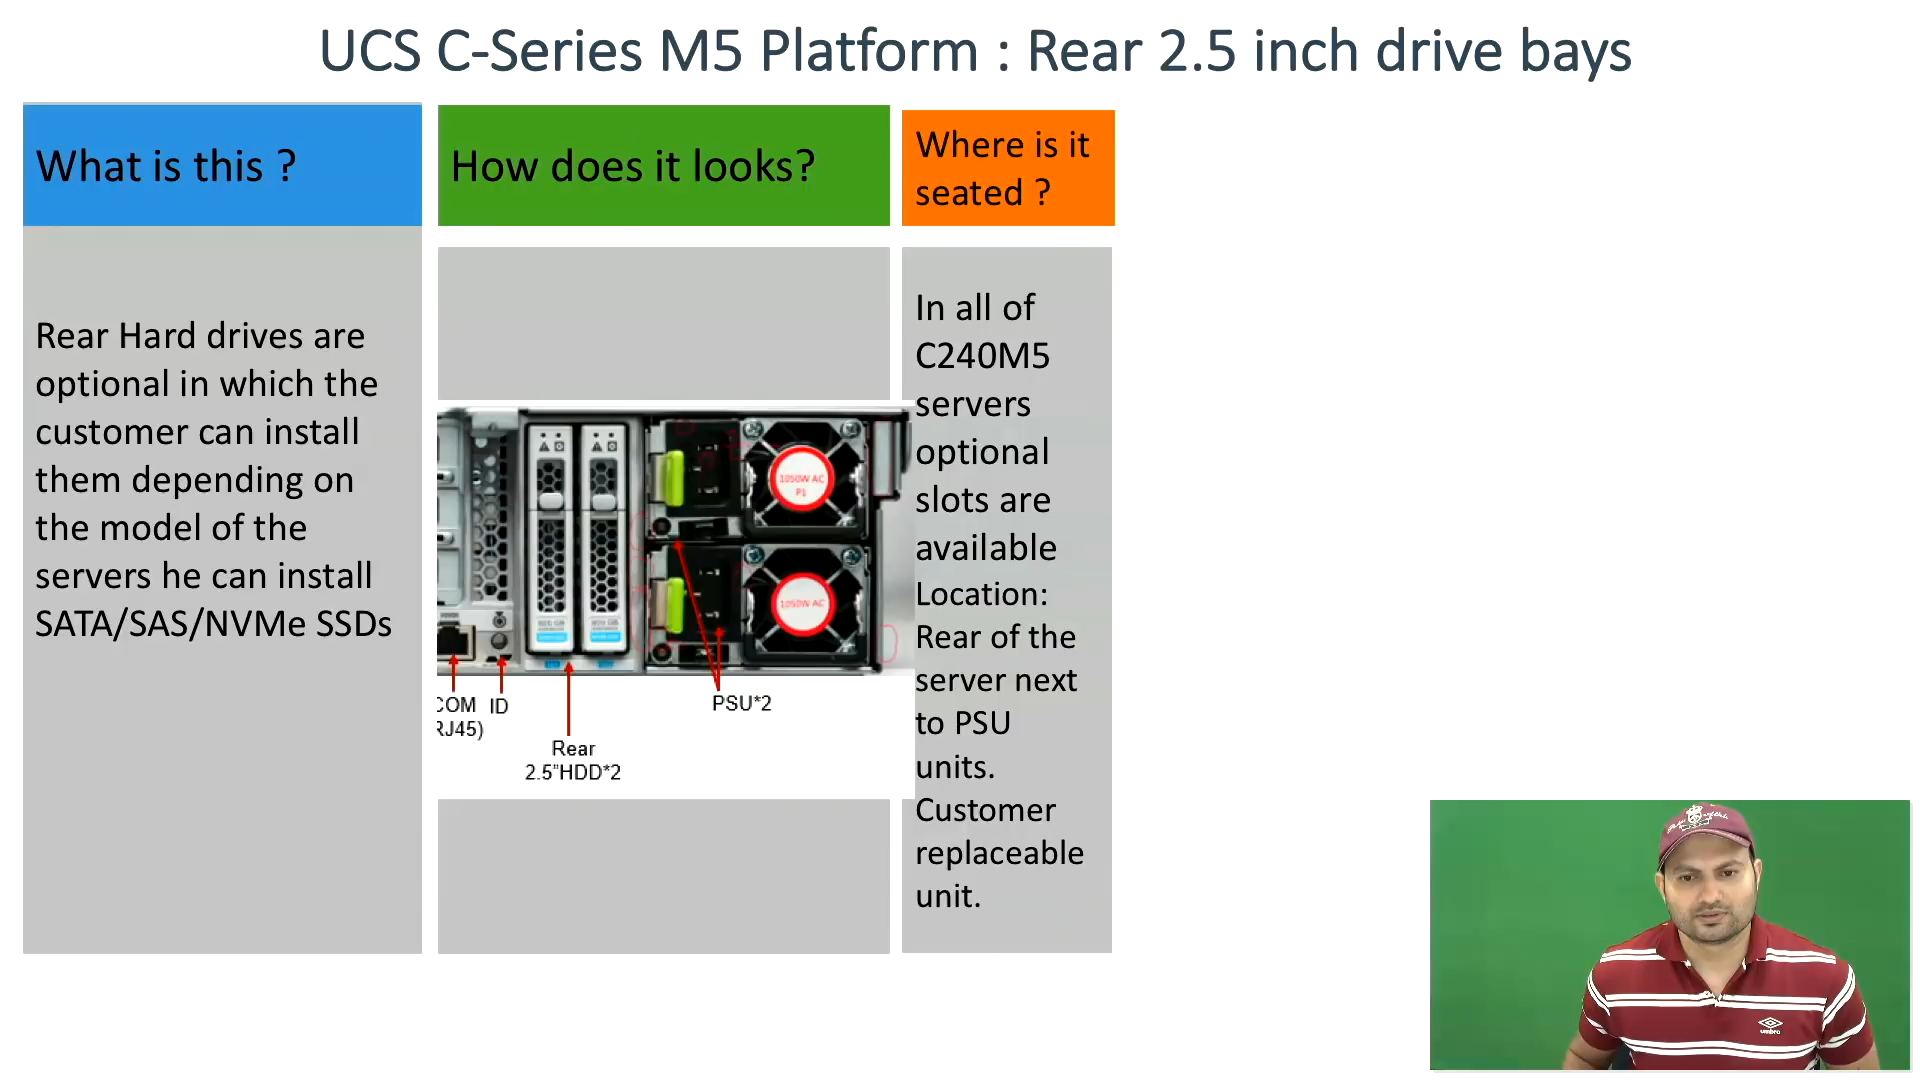 UCS C-Series M5 Platform : Rear 2.5 inch drive bays
What is this ?
Rear Hard drives are
optional in which the
customer can install
them depending on
the model of the
servers he can install
SATA/SAS/NVMe SSDs
How does it looks?
1050W AC
P1
1050W AC
COM
RJ45)
ID
Rear
2.5"HDD*2
PSU*2
Where is it
seated ?
In all of
C240M5
servers
optional
slots are
available
Location:
Rear of the
server next
to PSU
units.
Customer
replaceable
unit.
umbro